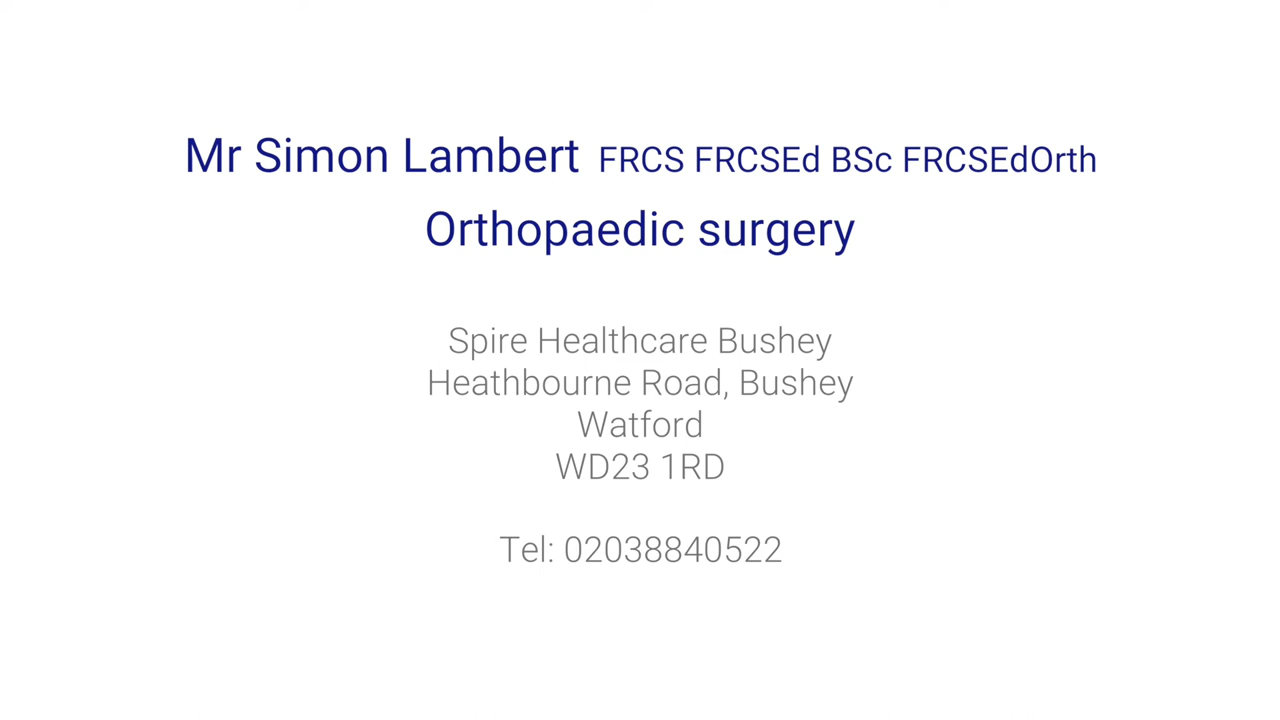 Mr Simon Lambert FRCS FRCSEd BSc FRCSEdOrth
Orthopaedic surgery
Spire Healthcare Bushey
Heathbourne Road, Bushey
Watford
WD23 1RD
Tel: 02038840522